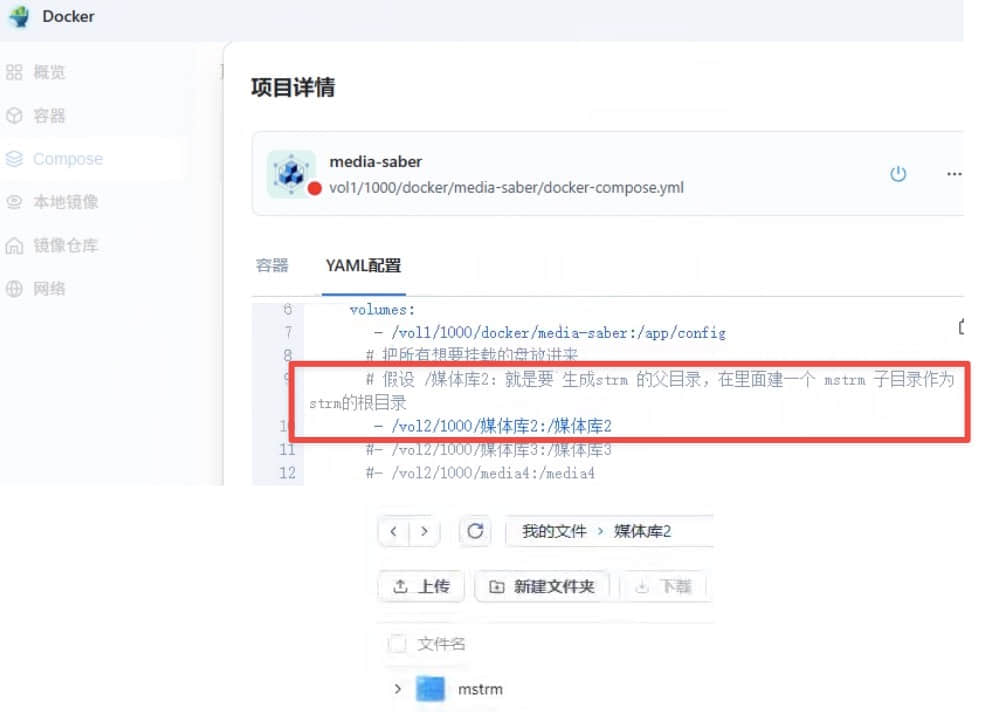 Docker
概览
项目详情
容器
media-saber
Compose
vol1/1000/docker/media-saber/docker-compose.yml
本地镜像
镜像仓库
容器
YAML配置
网络
6 volumes:
7 - /vol1/1000/docker/media-saber:/app/config
8 # 把所有想要挂载的盘放进来
9 # 假设 /媒体库2: 就是要 生成strm 的父目录, 在里面建一个 mstrm 子目录作为
strm的根目录
10 - /vol2/1000/媒体库2:/媒体库2
11 #- /vol2/1000/媒体库3:/媒体库3
12 #- /vol2/1000/media4:/media4
我的文件 > 媒体库2
上传
新建文件夹
下载
文件名
mstrm